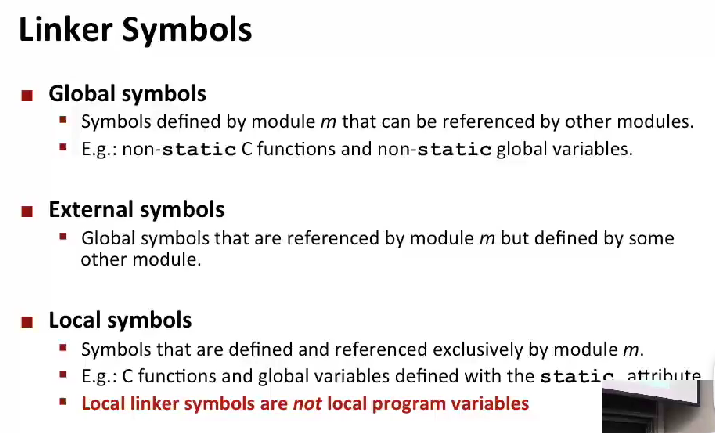 Linker Symbols
Global symbols
Symbols defined by module m that can be referenced by other modules.
E.g.: non-static C functions and non-static global variables.
External symbols
Global symbols that are referenced by module m but defined by some
other module.
Local symbols
Symbols that are defined and referenced exclusively by module m.
E.g.: C functions and global variables defined with the static attribute
Local linker symbols are not local program variables